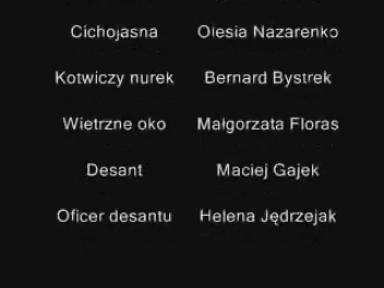 Cichojasna Olesia Nazarenko
Kotwiczy nurek Bernard Bystrek
Wietrzne oko Małgorzata Floras
Desant Maciej Gajek
Oficer desantu Helena Jędrzejak